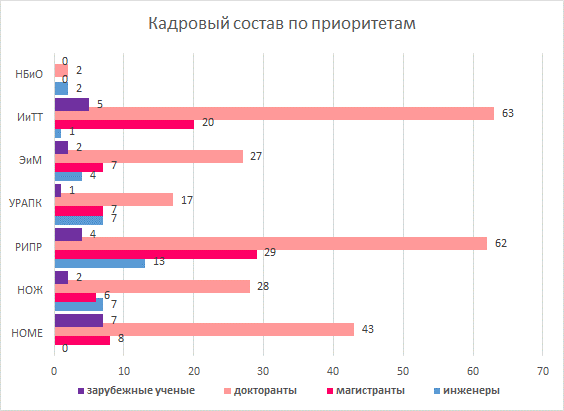 Кадровый состав по приоритетам
0
НБиО 2
0
2
5
ИиТТ 63
20
1
2
ЭиМ 27
7
4
1
УРАПК 17
7
7
4
РИПР 62
29
13
2
НОЖ 28
6
7
7
НОМЕ 43
8
0
0 10 20 30 40 50 60 70
зарубежные ученые докторанты магистранты инженеры